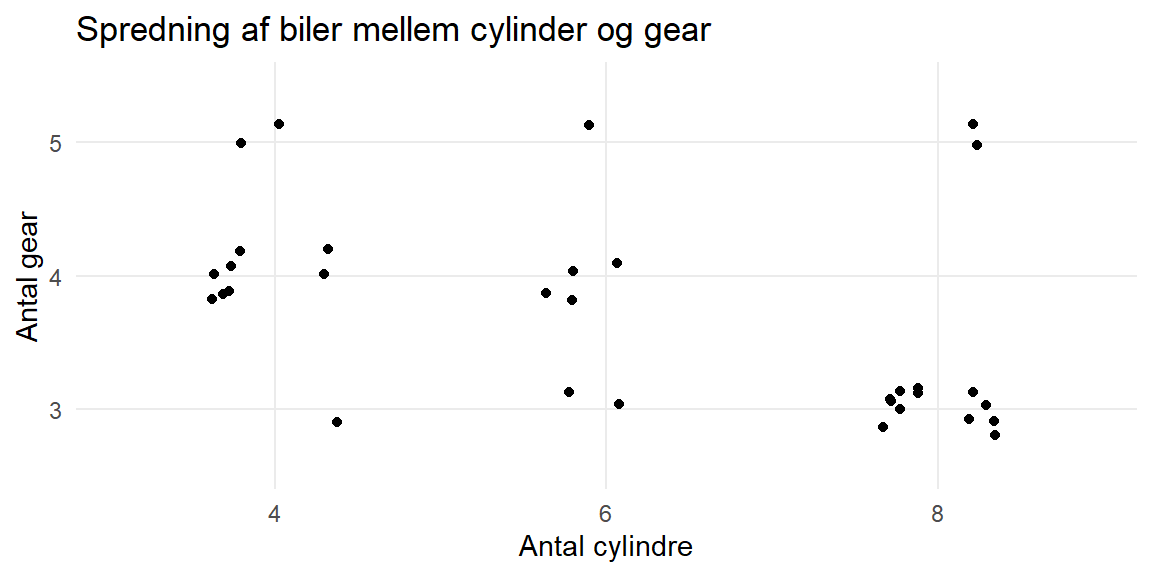 Spredning af biler mellem cylinder og gear
Antal gear
5
4
3
4 6 8
Antal cylindre